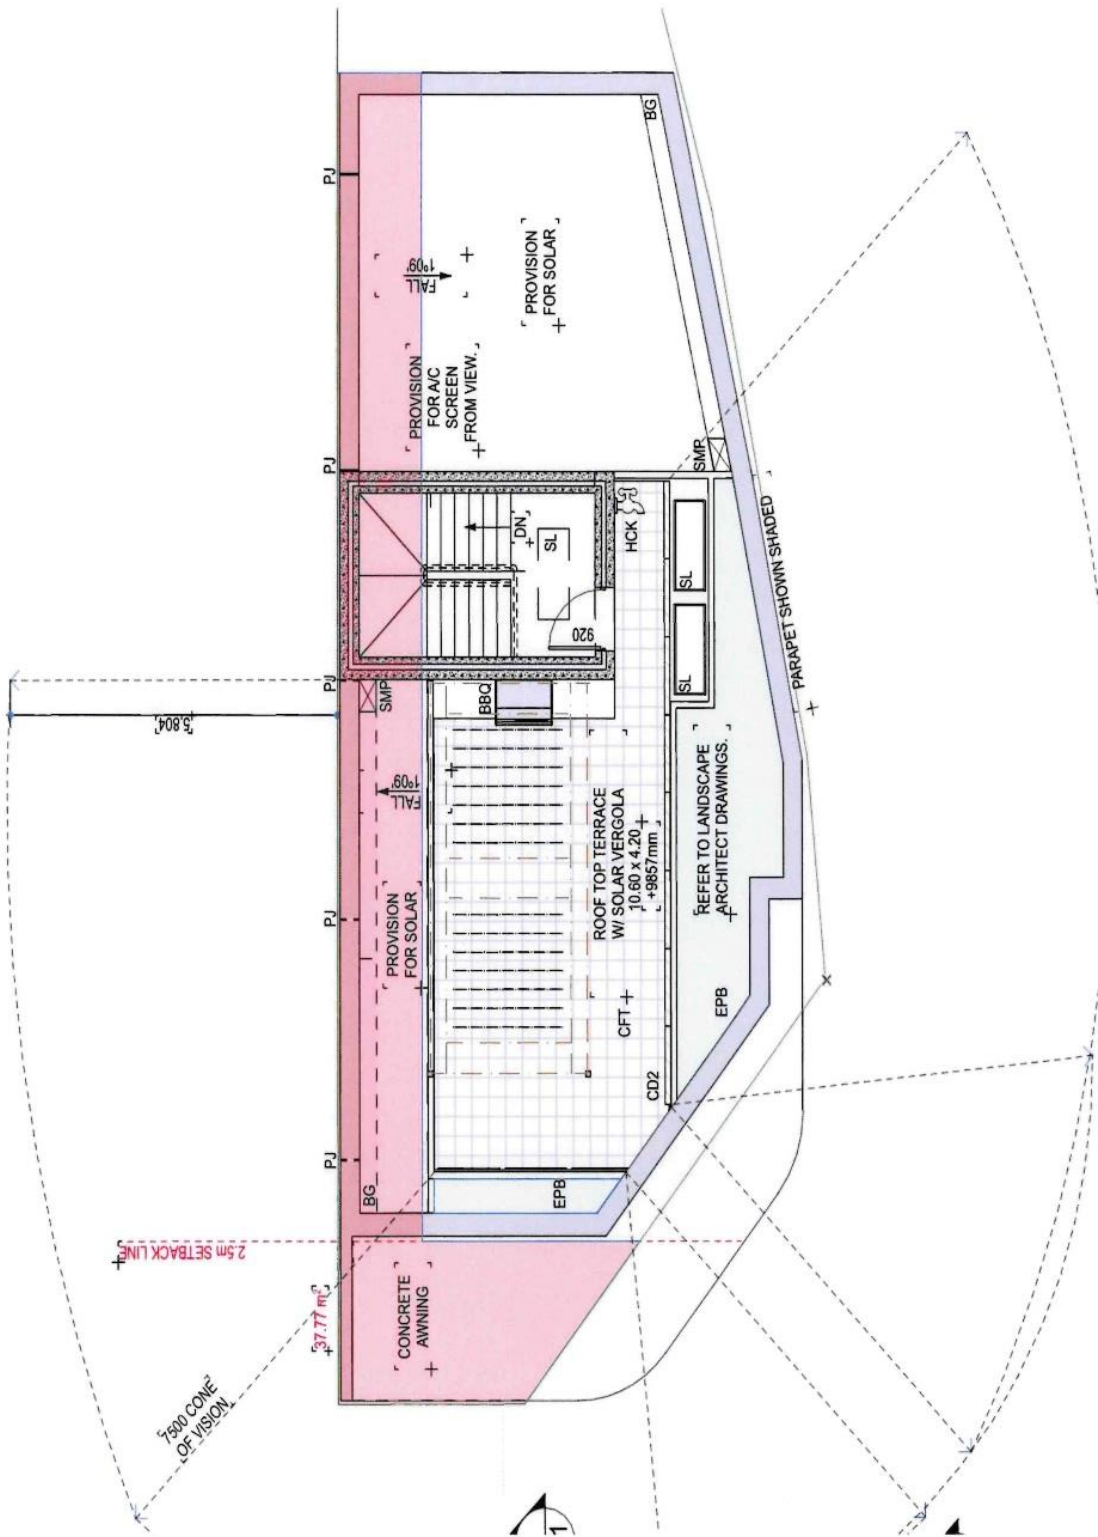 PJ
FALL
1°09'
PROVISION
FOR SOLAR
BG
PROVISION
FOR A/C
SCREEN
FROM VIEW.
PJ
SMP
DN
SL
HCK
920
SL
SL
PARAPET SHOWN SHADED
5.804
PJ
SMP
BBQ
FALL
1°09'
PROVISION
FOR SOLAR
PJ
ROOF TOP TERRACE
W/ SOLAR VERGOLA
10.60 x 4.20
+9857mm
REFER TO LANDSCAPE
ARCHITECT DRAWINGS.
CFT
EPB
CD2
PJ
BG
EPB
2.5m SETBACK LINE
37.77 m²
CONCRETE
AWNING
7500 CONE
OF VISION
1